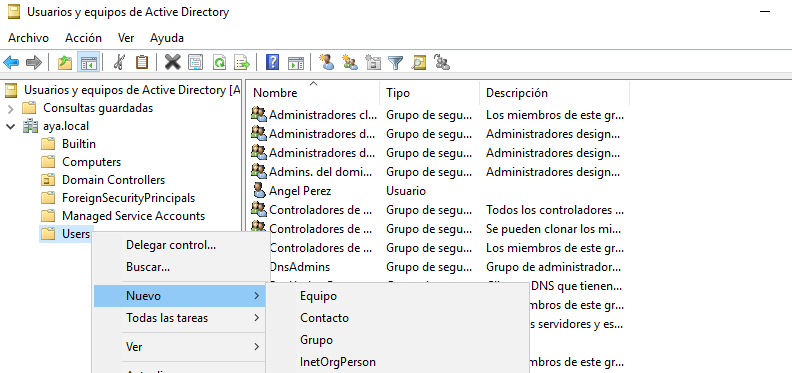 Usuarios y equipos de Active Directory
Archivo Acción Ver Ayuda
Usuarios y equipos de Active Directory [A
Consultas guardadas
aya.local
Builtin
Computers
Domain Controllers
ForeignSecurityPrincipals
Managed Service Accounts
Users
Nombre Tipo Descripción
Administradores cl... Grupo de segu... Los miembros de este gr...
Administradores d... Grupo de segu... Administradores design...
Administradores d... Grupo de segu... Administradores design...
Admins. del domi... Grupo de segu... Administradores design...
Angel Perez Usuario
Controladores de ... Grupo de segu... Todos los controladores ...
Controladores de ... Grupo de segu... Se pueden clonar los mi...
Controladores de ... Grupo de segu... Los miembros de este gr...
DnsAdmins Grupo de segu... Grupo de administrador...
DNS que tienen...
mbros de este gr...
s servidores y es...
mbros de este gr...
Delegar control...
Buscar...
Nuevo
Todas las tareas
Ver
Equipo
Contacto
Grupo
InetOrgPerson